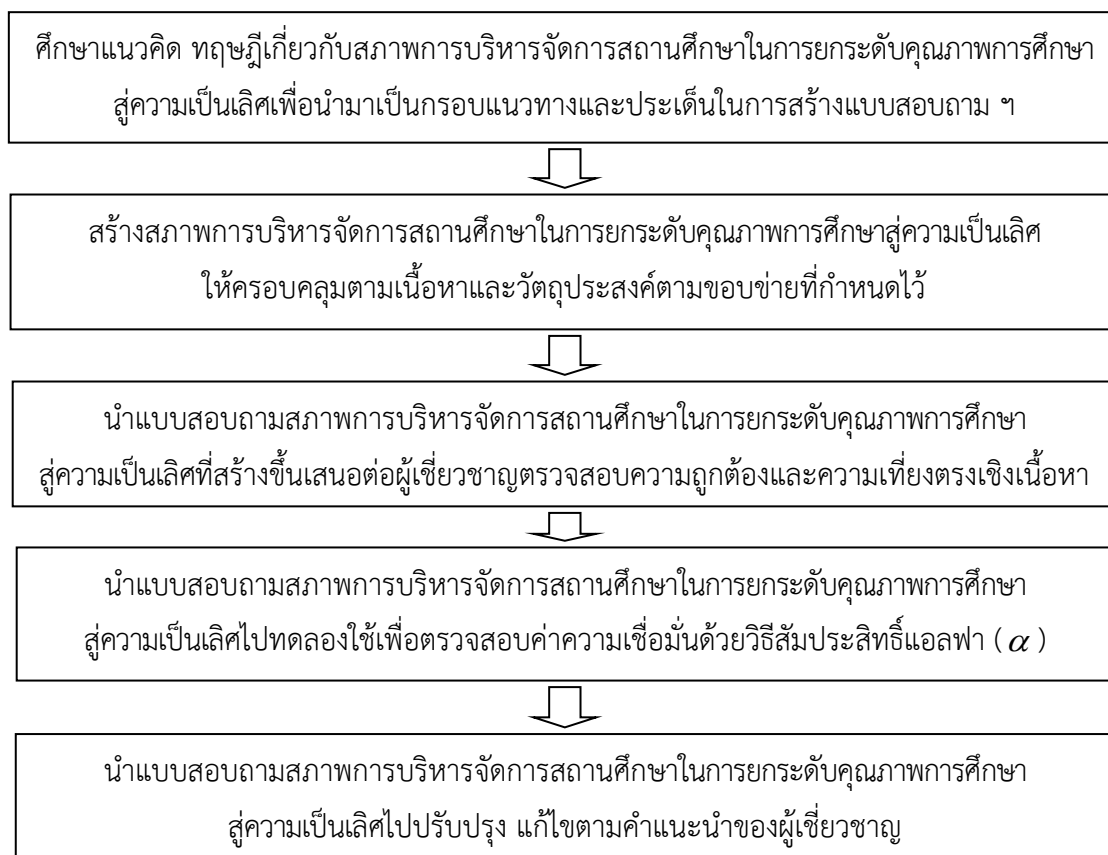 ศึกษาแนวคิด ทฤษฎีเกี่ยวกับสภาพการบริหารจัดการสถานศึกษาในการยกระดับคุณภาพการศึกษา
สู่ความเป็นเลิศเพื่อนำมาเป็นกรอบแนวทางและประเด็นในการสร้างแบบสอบถาม ฯ
สร้างสภาพการบริหารจัดการสถานศึกษาในการยกระดับคุณภาพการศึกษาสู่ความเป็นเลิศ
ให้ครอบคลุมตามเนื้อหาและวัตถุประสงค์ตามขอบข่ายที่กำหนดไว้
นำแบบสอบถามสภาพการบริหารจัดการสถานศึกษาในการยกระดับคุณภาพการศึกษา
สู่ความเป็นเลิศที่สร้างขึ้นเสนอต่อผู้เชี่ยวชาญตรวจสอบความถูกต้องและความเที่ยงตรงเชิงเนื้อหา
นำแบบสอบถามสภาพการบริหารจัดการสถานศึกษาในการยกระดับคุณภาพการศึกษา
สู่ความเป็นเลิศไปทดลองใช้เพื่อตรวจสอบค่าความเชื่อมั่นด้วยวิธีสัมประสิทธิ์แอลฟา (α)
นำแบบสอบถามสภาพการบริหารจัดการสถานศึกษาในการยกระดับคุณภาพการศึกษา
สู่ความเป็นเลิศไปปรับปรุง แก้ไขตามคำแนะนำของผู้เชี่ยวชาญ